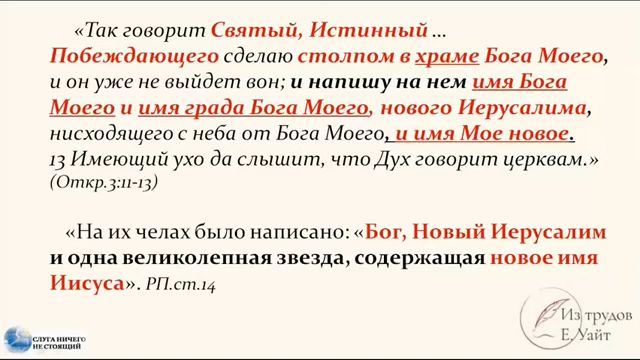 «Так говорит Святый, Истинный ...
Побеждающего сделаю столпом в храме Бога Моего,
и он уже не выйдет вон; и напишу на нем имя Бога
Моего и имя града Бога Моего, нового Иерусалима,
нисходящего с неба от Бога Моего, и имя Мое новое.
13 Имеющий ухо да слышит, что Дух говорит церквам.»
(Откр.3:11-13)
«На их челах было написано: «Бог, Новый Иерусалим
и одна великолепная звезда, содержащая новое имя
Иисуса». РП.ст.14
Из трудов
Е. Уайт
СЛУГА НИЧЕГО
НЕ СТОЯЩИЙ